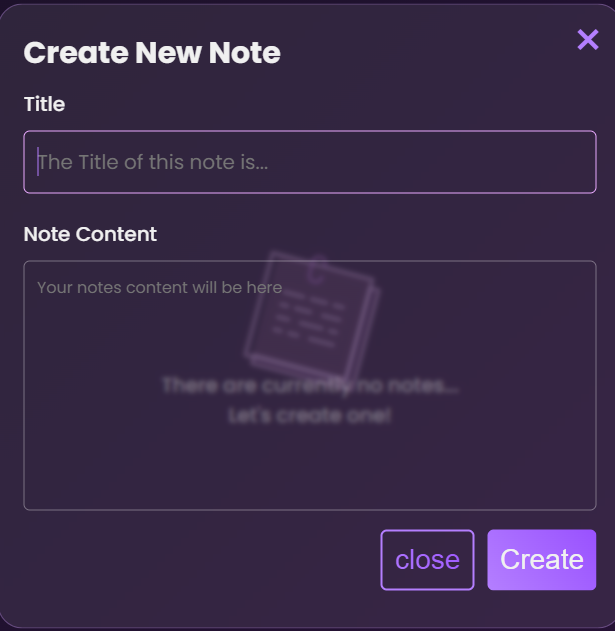 Create New Note
×
Title
The Title of this note is...
Note Content
Your notes content will be here
There are currently no notes...
Let's create one!
close
Create